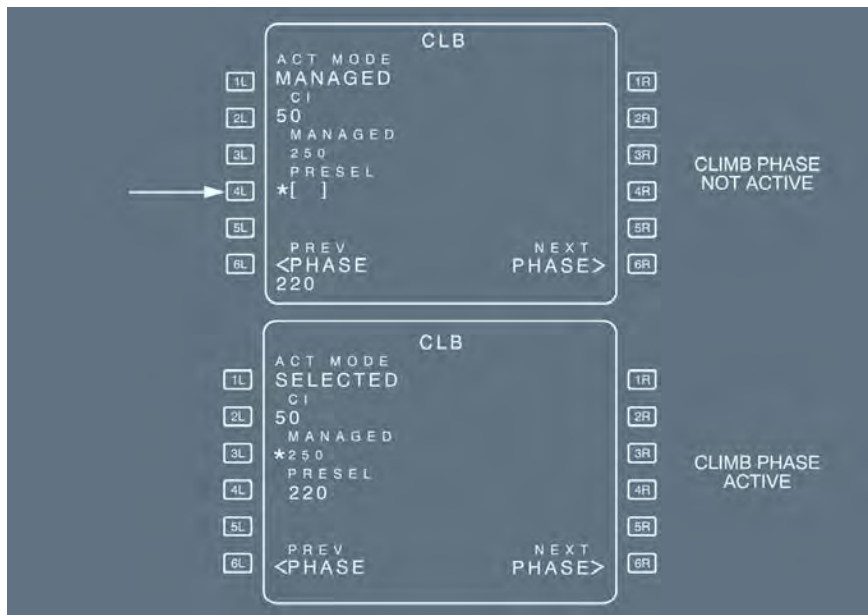 CLB
ACT MODE
1L MANAGED 1R
CI
2L 50 2R
MANAGED
3L 250 3R
PRESEL
4L *[ ] 4R
CLIMB PHASE
NOT ACTIVE
5L 5R
PREV NEXT
6L <PHASE PHASE> 6R
220
CLB
ACT MODE
1L SELECTED 1R
CI
2L 50 2R
MANAGED
3L *250 3R
PRESEL
4L 220 4R
CLIMB PHASE
ACTIVE
5L 5R
PREV NEXT
6L <PHASE PHASE> 6R